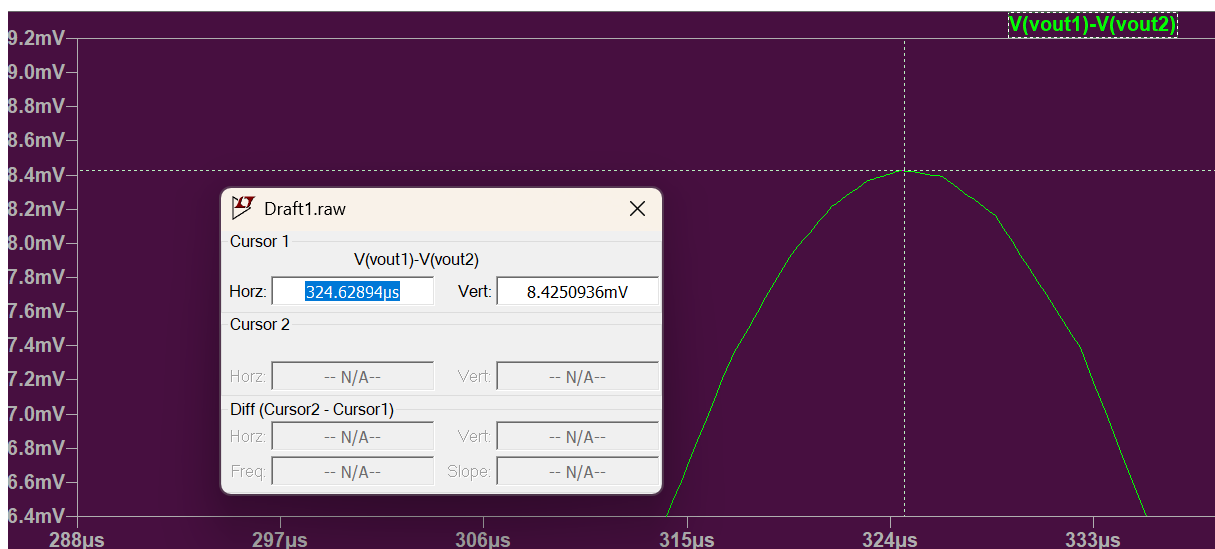 V(vout1)-V(vout2)
9.2mV
9.0mV
8.8mV
8.6mV
8.4mV
8.2mV
8.0mV
7.8mV
7.6mV
7.4mV
7.2mV
7.0mV
6.8mV
6.6mV
6.4mV
Draft1.raw
Cursor 1
V(vout1)-V(vout2)
Horz: 324.62894µs Vert: 8.4250936mV
Cursor 2
Horz: -- N/A-- Vert: -- N/A--
Diff (Cursor2 - Cursor1)
Horz: -- N/A-- Vert: -- N/A--
Freq: -- N/A-- Slope: -- N/A--
288µs 297µs 306µs 315µs 324µs 333µs